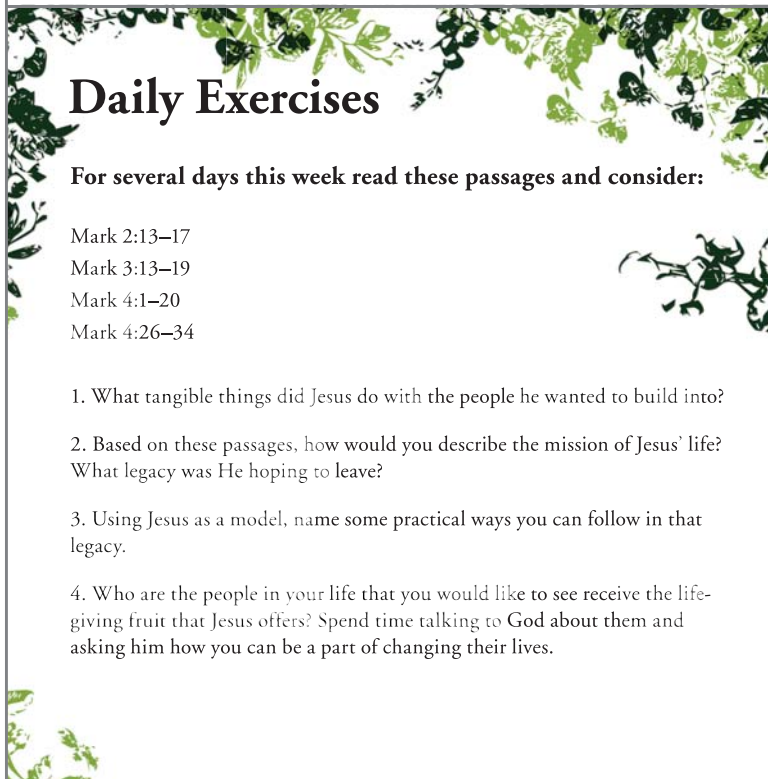 Daily Exercises
For several days this week read these passages and consider:
Mark 2:13–17
Mark 3:13–19
Mark 4:1–20
Mark 4:26–34
1. What tangible things did Jesus do with the people he wanted to build into?
2. Based on these passages, how would you describe the mission of Jesus’ life?
What legacy was He hoping to leave?
3. Using Jesus as a model, name some practical ways you can follow in that
legacy.
4. Who are the people in your life that you would like to see receive the life-
giving fruit that Jesus offers? Spend time talking to God about them and
asking him how you can be a part of changing their lives.